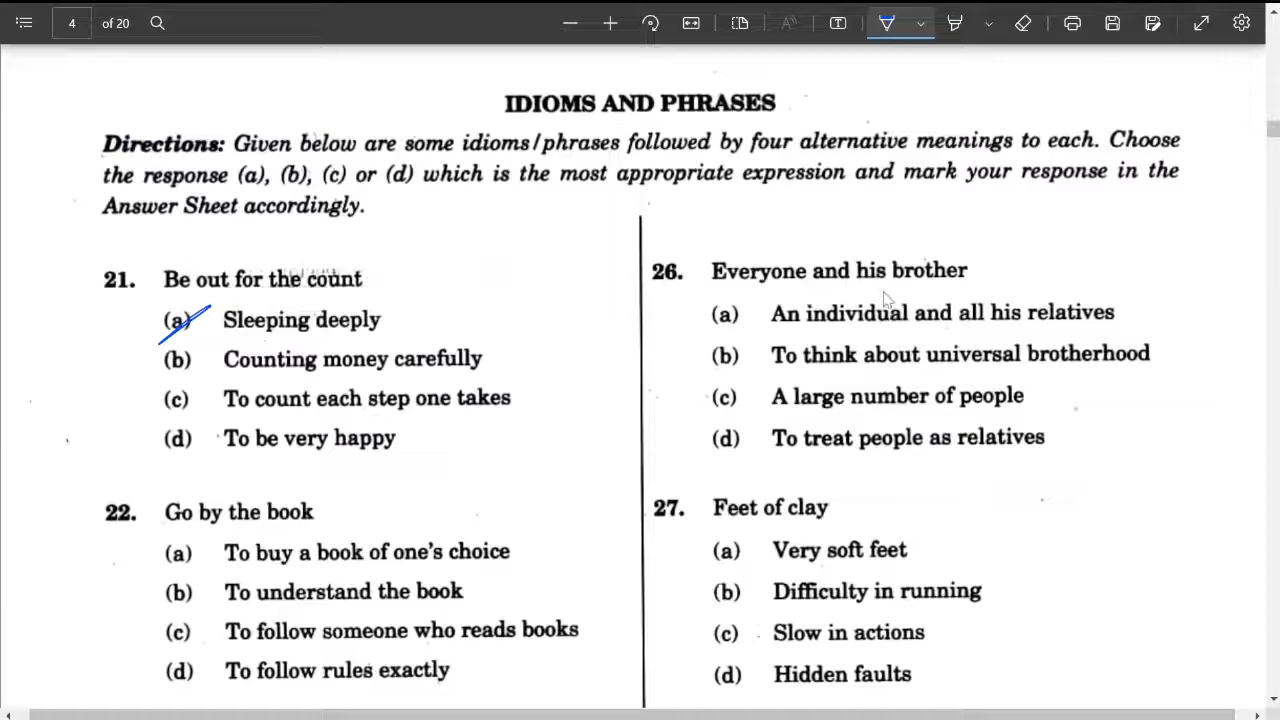 4 of 20
IDIOMS AND PHRASES
Directions: Given below are some idioms/phrases followed by four alternative meanings to each. Choose
the response (a), (b), (c) or (d) which is the most appropriate expression and mark your response in the
Answer Sheet accordingly.
21. Be out for the count
(a) Sleeping deeply
(b) Counting money carefully
(c) To count each step one takes
(d) To be very happy
22. Go by the book
(a) To buy a book of one's choice
(b) To understand the book
(c) To follow someone who reads books
(d) To follow rules exactly
26. Everyone and his brother
(a) An individual and all his relatives
(b) To think about universal brotherhood
(c) A large number of people
(d) To treat people as relatives
27. Feet of clay
(a) Very soft feet
(b) Difficulty in running
(c) Slow in actions
(d) Hidden faults